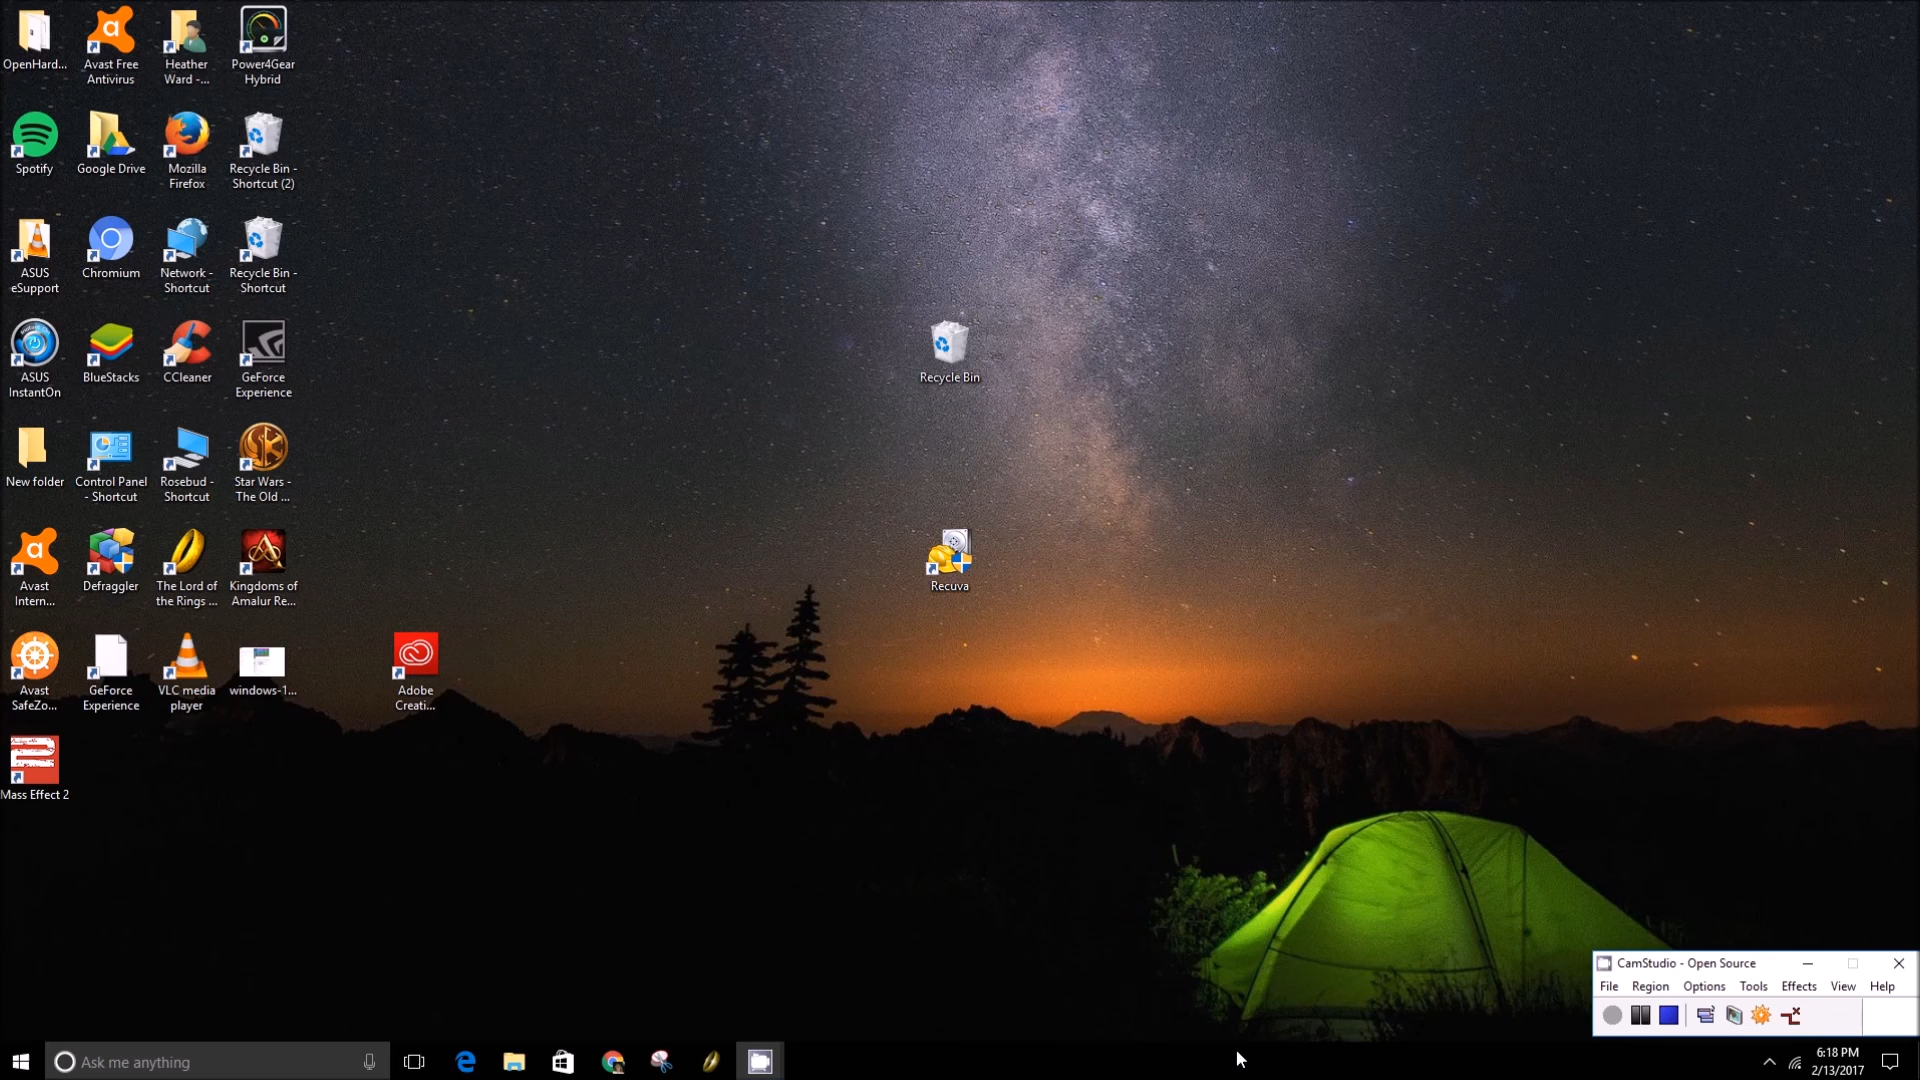 OpenHard...
Avast Free
Antivirus
Heather
Ward -...
Power4Gear
Hybrid
Spotify
Google Drive
Mozilla
Firefox
Recycle Bin -
Shortcut (2)
ASUS
eSupport
Chromium
Network -
Shortcut
Recycle Bin -
Shortcut
ASUS
InstantOn
BlueStacks
CCleaner
GeForce
Experience
Recycle Bin
New folder
Control Panel
- Shortcut
Rosebud -
Shortcut
Star Wars -
The Old ...
Avast
Intern...
Defraggler
The Lord of
the Rings ...
Kingdoms of
Amalur Re...
Recuva
Avast
SafeZo...
GeForce
Experience
VLC media
player
windows-1...
Adobe
Creati...
Mass Effect 2
CamStudio - Open Source
File Region Options Tools Effects View Help
Ask me anything
6:18 PM
2/13/2017